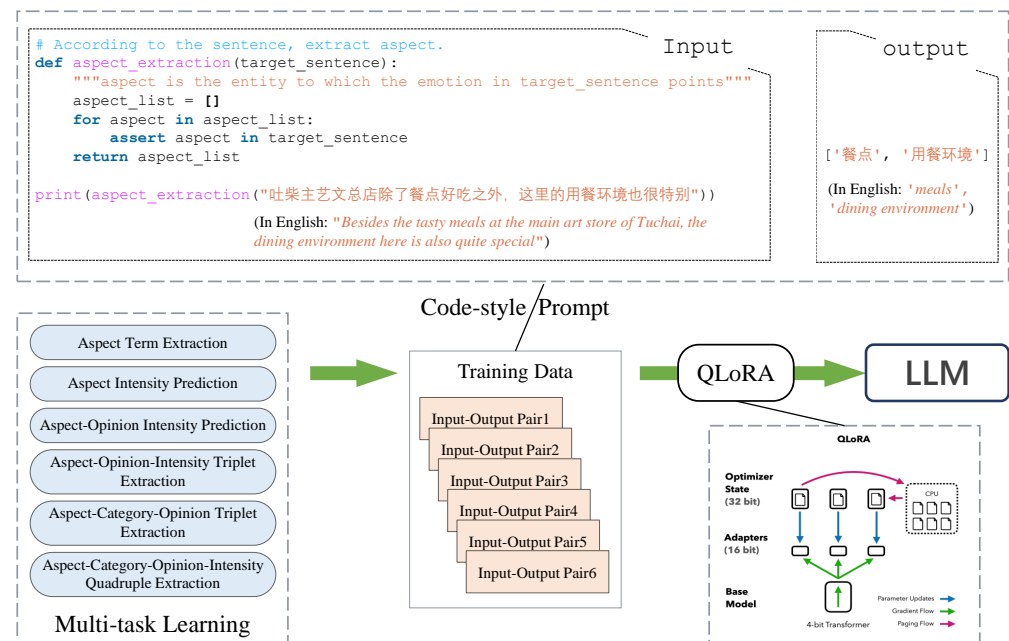 Input
# According to the sentence, extract aspect.
def aspect_extraction(target_sentence):
"""aspect is the entity to which the emotion in target_sentence points"""
aspect_list = []
for aspect in aspect_list:
assert aspect in target_sentence
return aspect_list
print(aspect_extraction("吐柴主艺文总店除了餐点好吃之外，这里的用餐环境也很特别"))
(In English: "Besides the tasty meals at the main art store of Tuchai, the
dining environment here is also quite special")
output
['餐点', '用餐环境']
(In English: 'meals',
'dining environment')
Code-style Prompt
Aspect Term Extraction
Aspect Intensity Prediction
Aspect-Opinion Intensity Prediction
Aspect-Opinion-Intensity Triplet
Extraction
Aspect-Category-Opinion Triplet
Extraction
Aspect-Category-Opinion-Intensity
Quadruple Extraction
Multi-task Learning
Training Data
Input-Output Pair1
Input-Output Pair2
Input-Output Pair3
Input-Output Pair4
Input-Output Pair5
Input-Output Pair6
QLoRA
LLM
QLoRA
Optimizer
State
(32 bit)
CPU
Adapters
(16 bit)
Base
Model
4-bit Transformer
Parameter Updates
Gradient Flow
Paging Flow